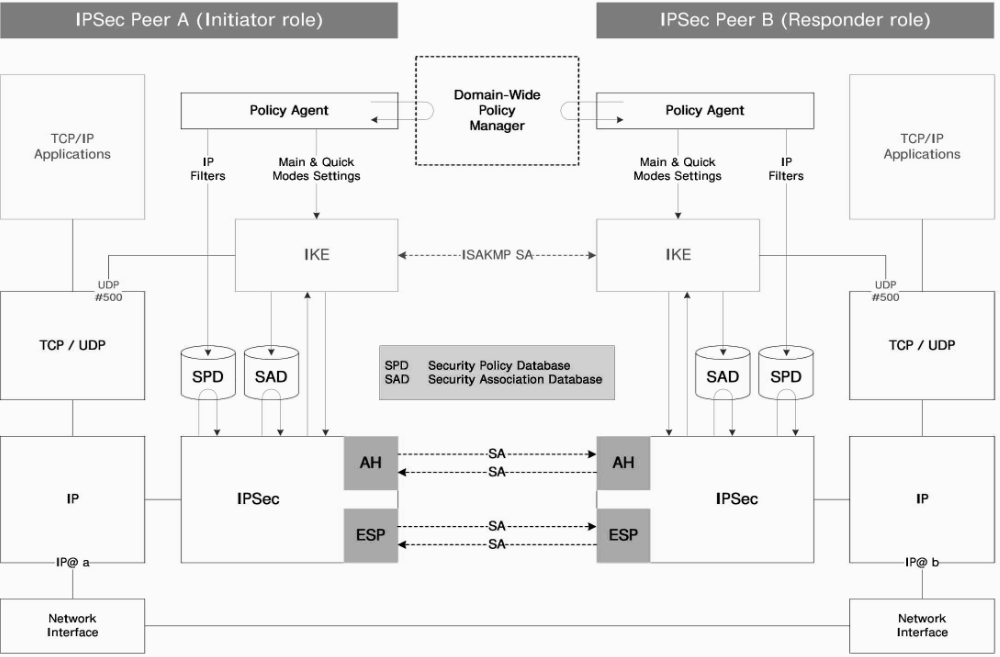 IPSec Peer A (Initiator role)
IPSec Peer B (Responder role)
Domain-Wide
Policy
Manager
Policy Agent
Policy Agent
TCP/IP
Applications
TCP/IP
Applications
IP
Filters
Main & Quick
Modes Settings
Main & Quick
Modes Settings
IP
Filters
IKE
ISAKMP SA
IKE
UDP
#500
UDP
#500
TCP / UDP
SPD
SAD
SPD Security Policy Database
SAD Security Association Database
SAD
SPD
TCP / UDP
IP
IPSec
AH
SA
SA
AH
IPSec
IP
ESP
SA
SA
ESP
IP@ a
IP@ b
Network
Interface
Network
Interface